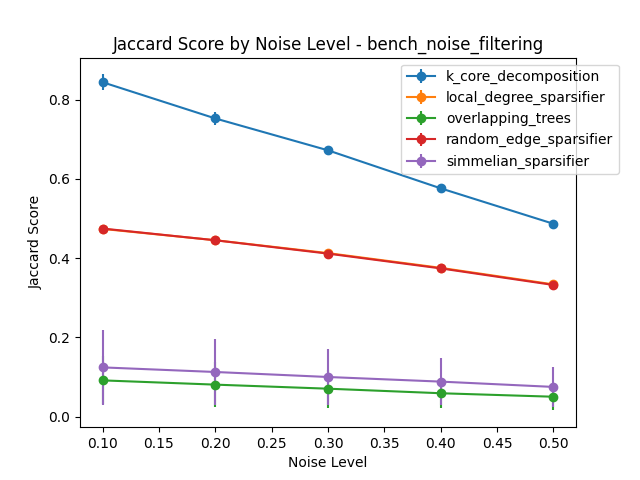 Jaccard Score by Noise Level - bench_noise_filtering
k_core_decomposition
local_degree_sparsifier
overlapping_trees
random_edge_sparsifier
simmelian_sparsifier
Jaccard Score
0.8
0.6
0.4
0.2
0.0
0.10
0.15
0.20
0.25
0.30
0.35
0.40
0.45
0.50
Noise Level